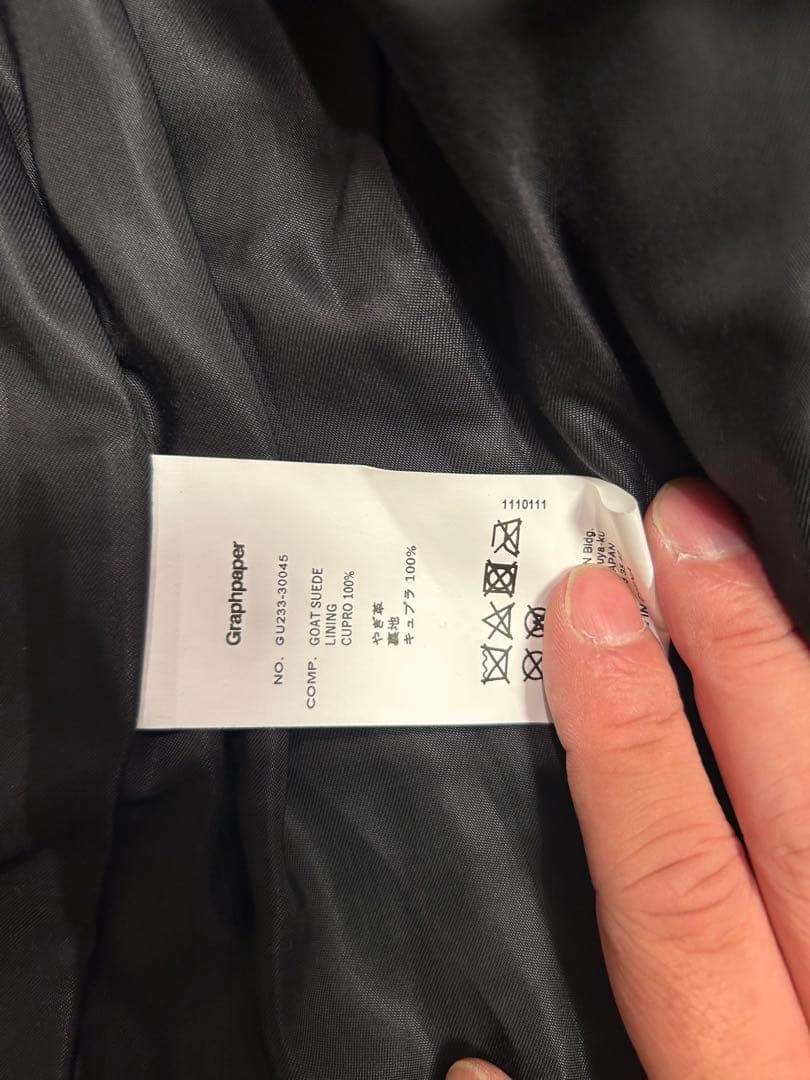 Graphpaper
NO. GU233-30045
COMP. GOAT SUEDE
LINING
CUPRO 100%
やぎ革
裏地
キュプラ 100%
1110111
Bldg.